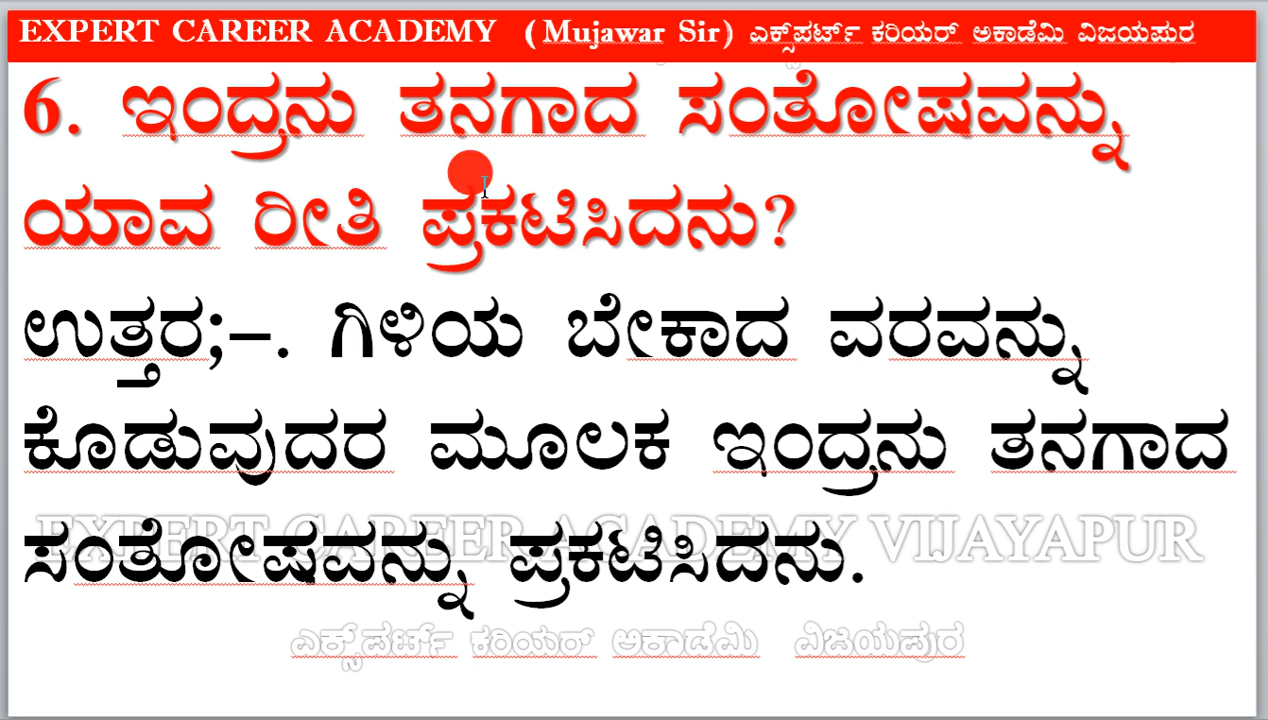 EXPERT CAREER ACADEMY (Mujawar Sir) ಎಕ್ಸ್‌ಪರ್ಟ್ ಕರಿಯರ್ ಅಕಾಡೆಮಿ ವಿಜಯಪುರ
6. ಇಂದ್ರನು ತನಗಾದ ಸಂತೋಷವನ್ನು
ಯಾವ ರೀತಿ ಪ್ರಕಟಿಸಿದನು?
ಉತ್ತರ;–. ಗಿಳಿಯ ಬೇಕಾದ ವರವನ್ನು
ಕೊಡುವುದರ ಮೂಲಕ ಇಂದ್ರನು ತನಗಾದ
EXPERT CAREER ACADEMY VIJAYAPUR
ಸಂತೋಷವನ್ನು ಪ್ರಕಟಿಸಿದನು.
ಎಕ್ಸ್‌ಪರ್ಟ್ ಕರಿಯರ್ ಅಕಾಡೆಮಿ ವಿಜಯಪುರ